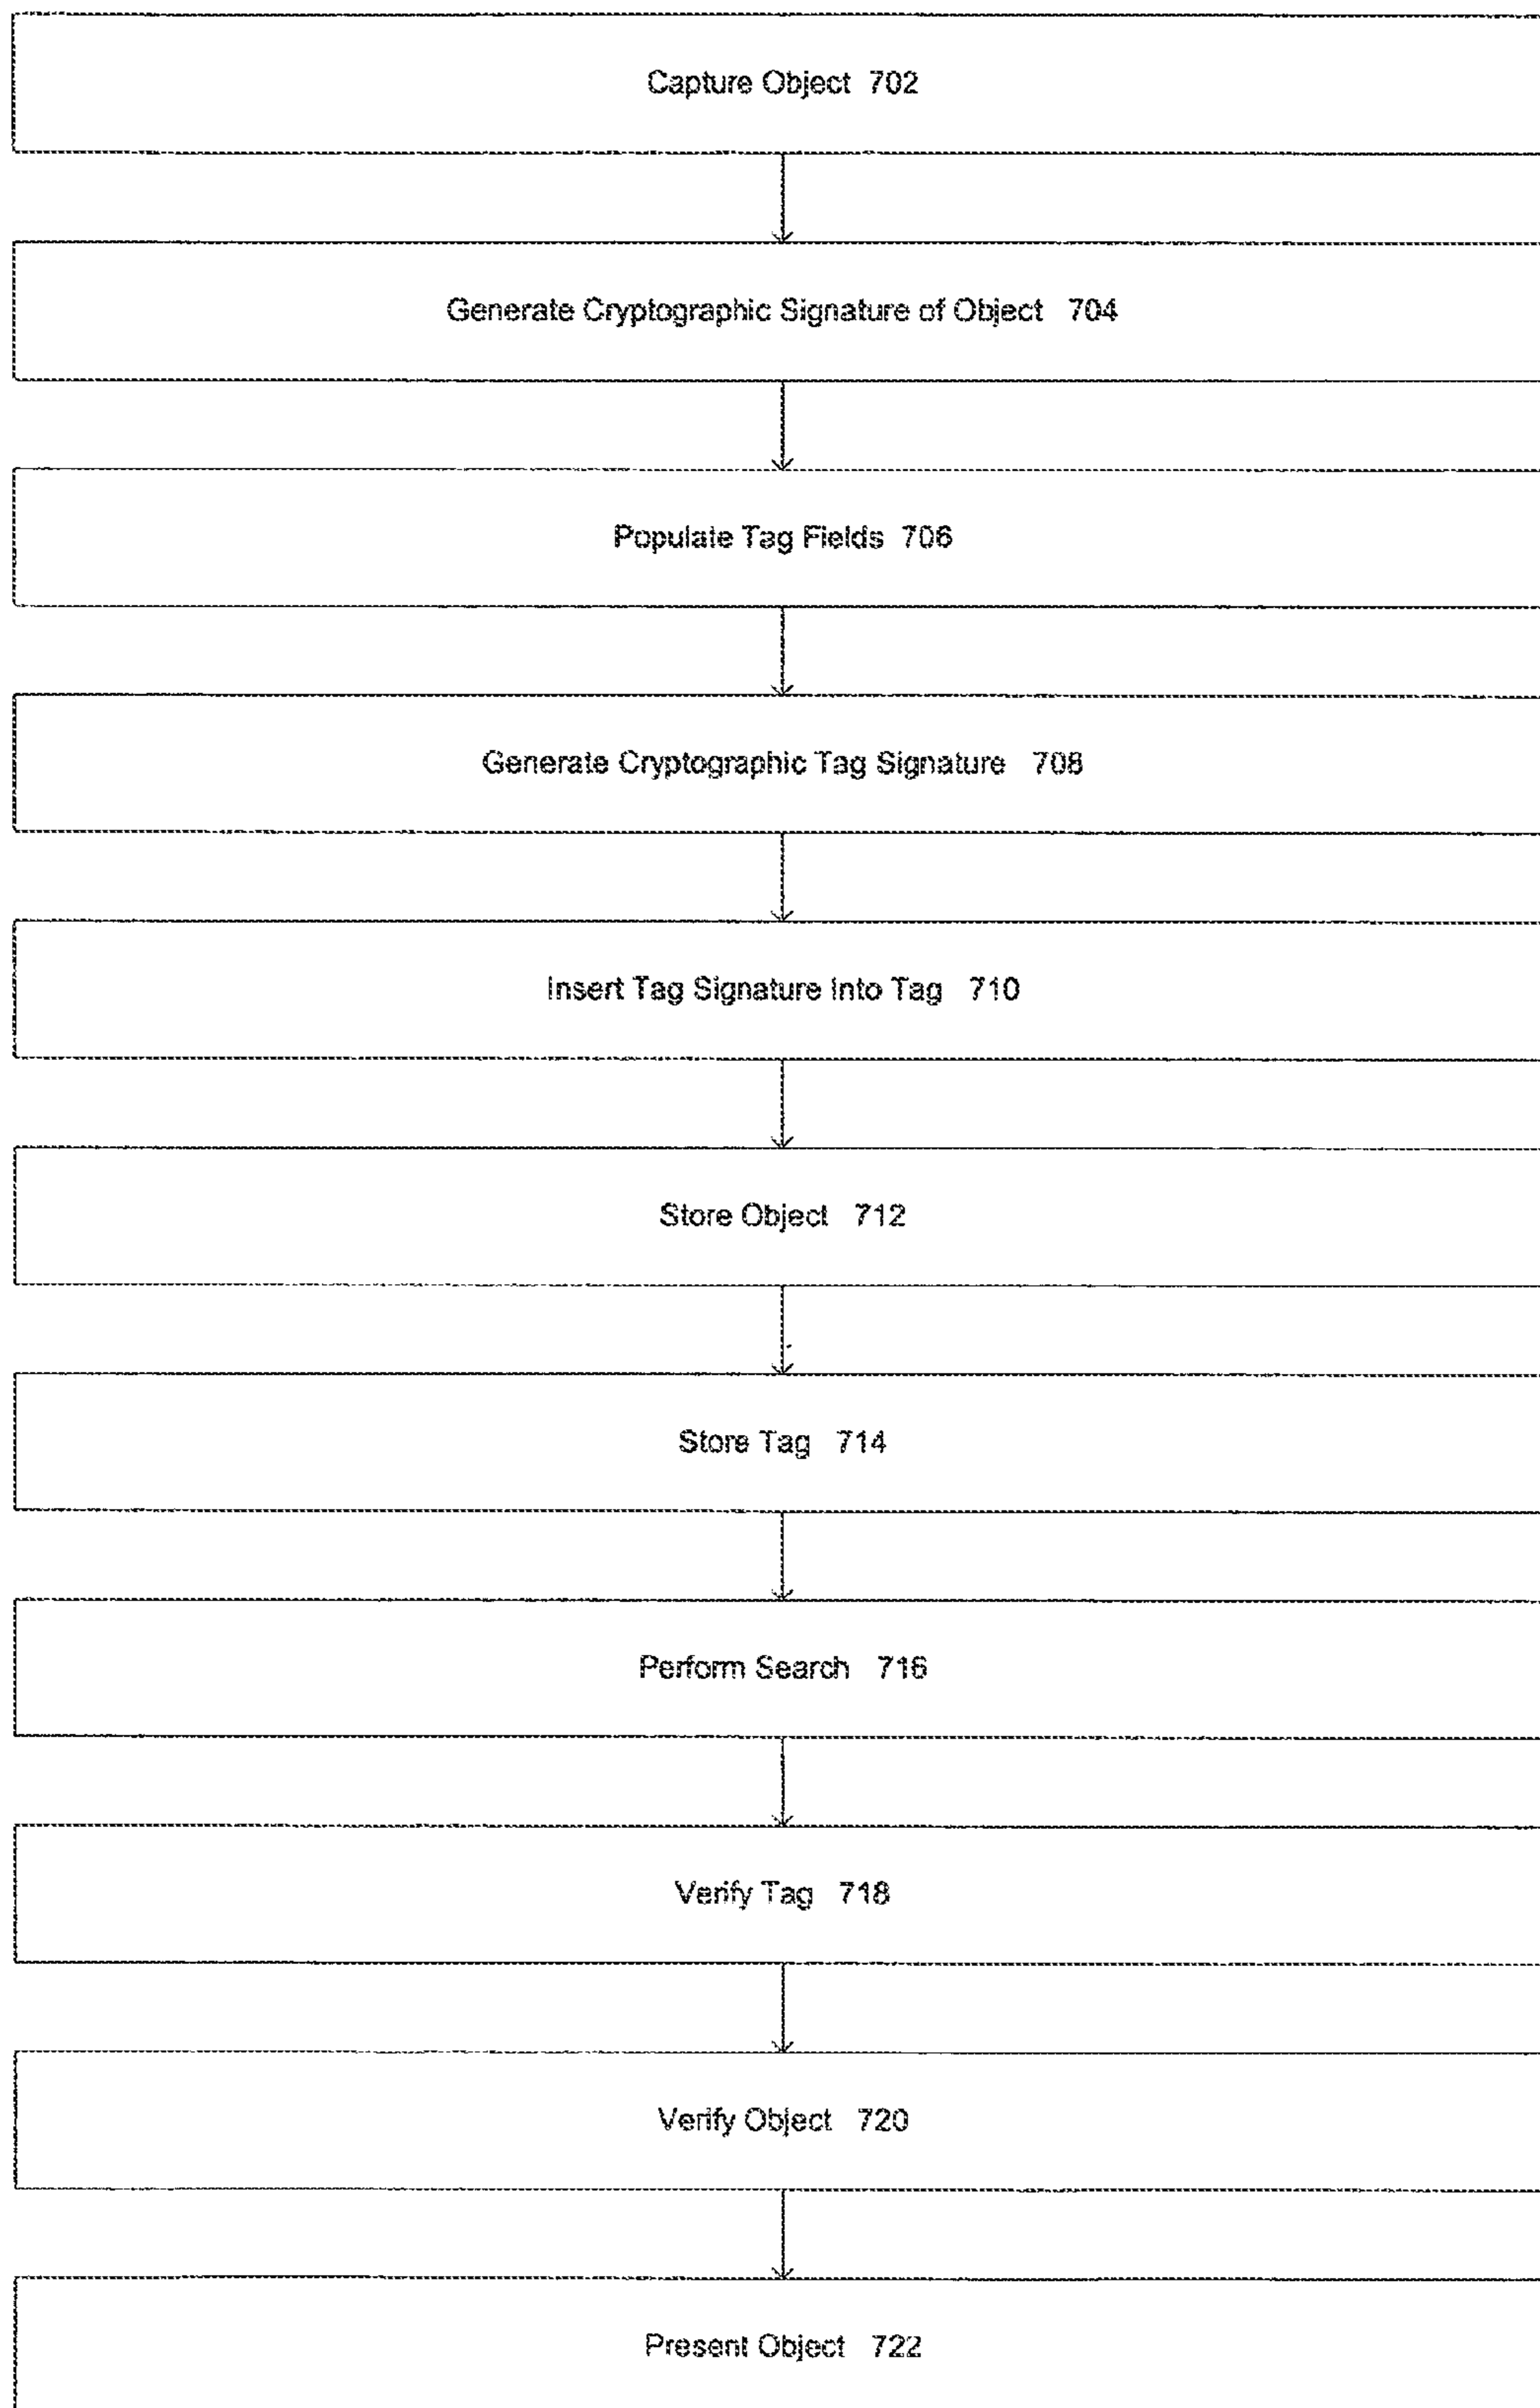 Capture Object 702
Generate Cryptographic Signature of Object 704
Populate Tag Fields 706
Generate Cryptographic Tag Signature 708
Insert Tag Signature Into Tag 710
Store Object 712
Store Tag 714
Perform Search 716
Verify Tag 718
Verify Object 720
Present Object 722